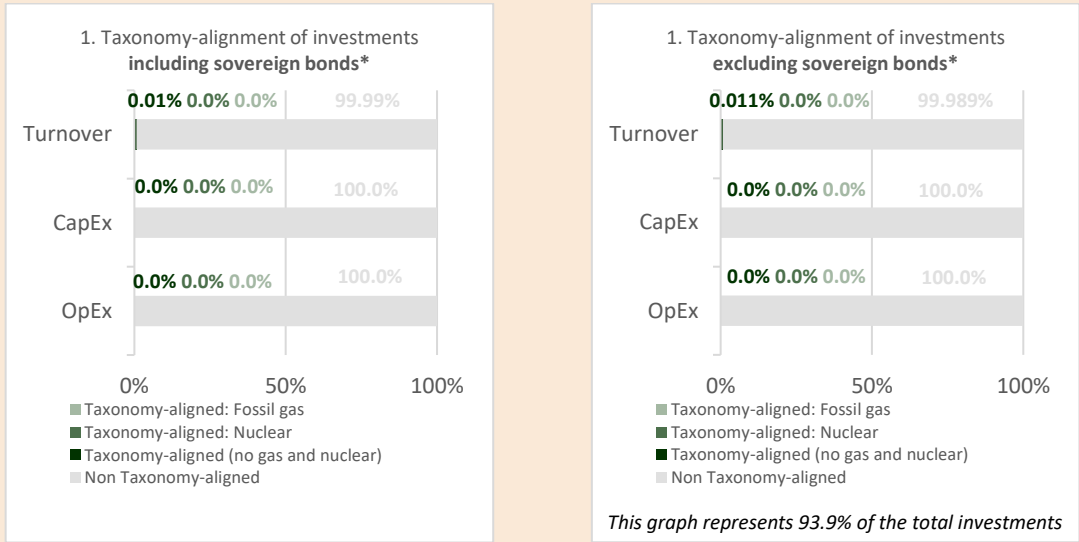 1. Taxonomy-alignment of investments
including sovereign bonds*
0.01% 0.0% 0.0% 99.99%
Turnover
0.0% 0.0% 0.0% 100.0%
CapEx
0.0% 0.0% 0.0% 100.0%
OpEx
0% 50% 100%
Taxonomy-aligned: Fossil gas
Taxonomy-aligned: Nuclear
Taxonomy-aligned (no gas and nuclear)
Non Taxonomy-aligned
1. Taxonomy-alignment of investments
excluding sovereign bonds*
0.011% 0.0% 0.0% 99.989%
Turnover
0.0% 0.0% 0.0% 100.0%
CapEx
0.0% 0.0% 0.0% 100.0%
OpEx
0% 50% 100%
Taxonomy-aligned: Fossil gas
Taxonomy-aligned: Nuclear
Taxonomy-aligned (no gas and nuclear)
Non Taxonomy-aligned
This graph represents 93.9% of the total investments